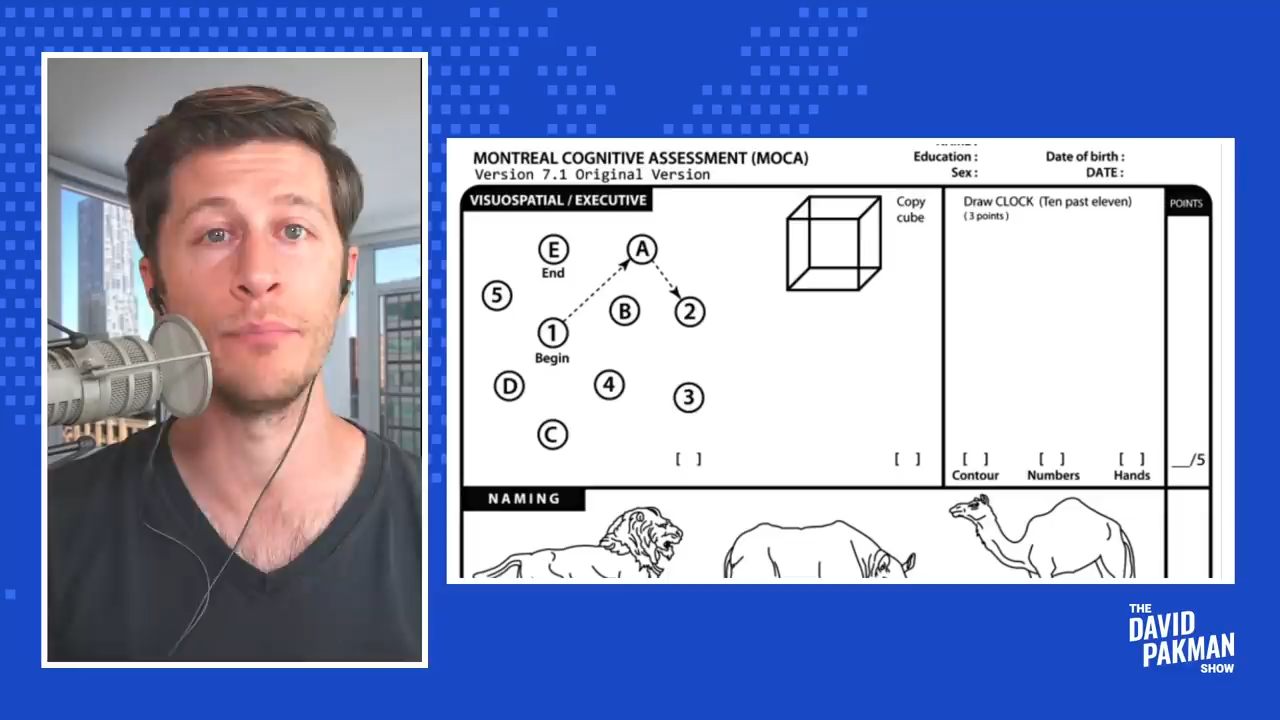 MONTREAL COGNITIVE ASSESSMENT (MOCA)
Version 7.1 Original Version
Education :
Sex :
Date of birth :
DATE :
VISUOSPATIAL / EXECUTIVE
E
End
A
5
B
2
1
Begin
D
4
3
C
[ ]
Copy
cube
[ ]
Draw CLOCK (Ten past eleven)
( 3 points )
[ ]
Contour
[ ]
Numbers
[ ]
Hands
POINTS
___/5
NAMING
THE
DAVID
PAKMAN
SHOW